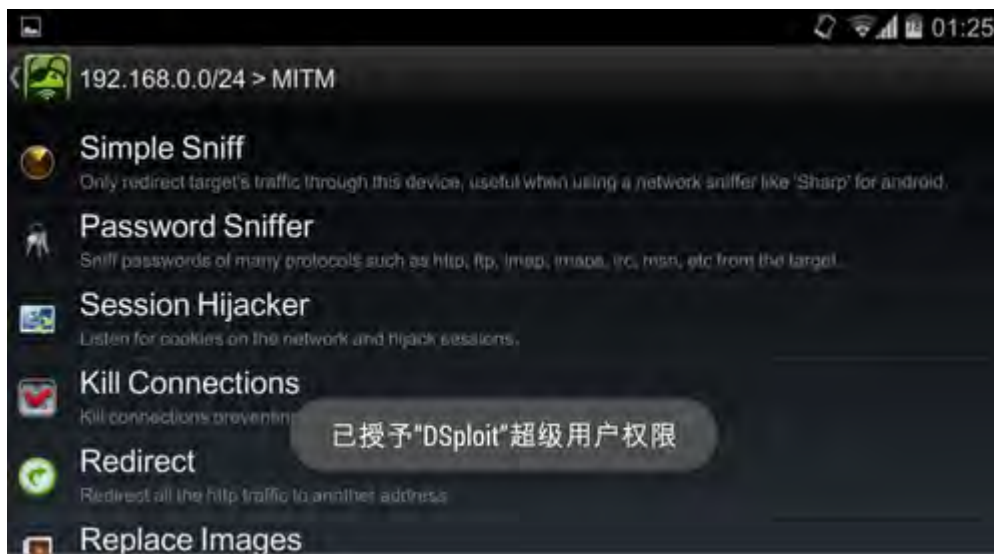 01:25
192.168.0.0/24 > MITM
Simple Sniff
Only redirect target's traffic through this device, useful when using a network sniffer like 'Sharp' for android.
Password Sniffer
Sniff passwords of many protocols such as http, ftp, imap, imaps, irc, msn, etc from the target.
Session Hijacker
Listen for cookies on the network and hijack sessions.
Kill Connections
Kill connections
已授予"DSploit"超级用户权限
Redirect
Redirect all the http traffic to another address
Replace Images